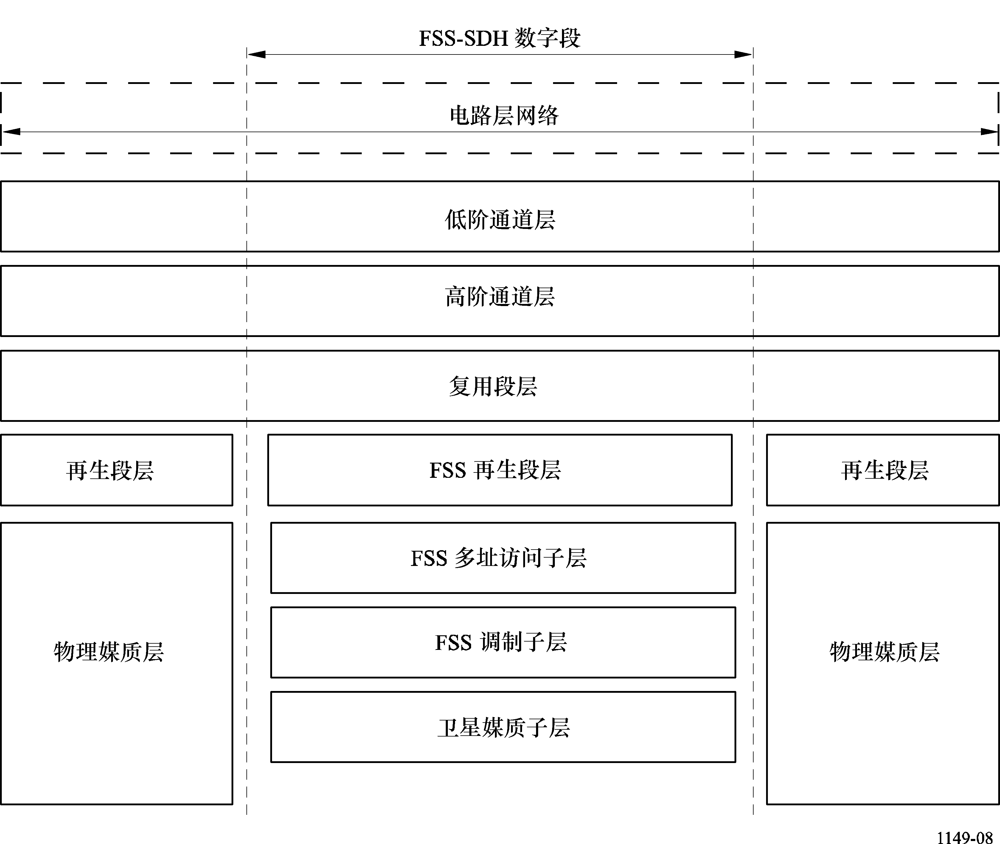 FSS-SDH 数字段
电路层网络
低阶通道层
高阶通道层
复用段层
再生段层
FSS 再生段层
再生段层
FSS 多址访问子层
物理媒质层
FSS 调制子层
物理媒质层
卫星媒质子层
1149-08